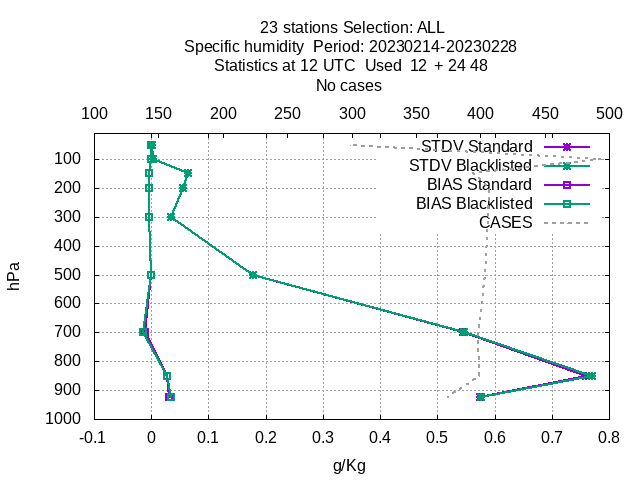 23 stations Selection: ALL
Specific humidity  Period: 20230214-20230228
Statistics at 12 UTC  Used  12  + 24 48
No cases
100 150 200 250 300 350 400 450 500
STDV Standard
STDV Blacklisted
BIAS Standard
BIAS Blacklisted
CASES
100
200
300
400
500
600
700
800
900
1000
hPa
-0.1 0 0.1 0.2 0.3 0.4 0.5 0.6 0.7 0.8
g/Kg